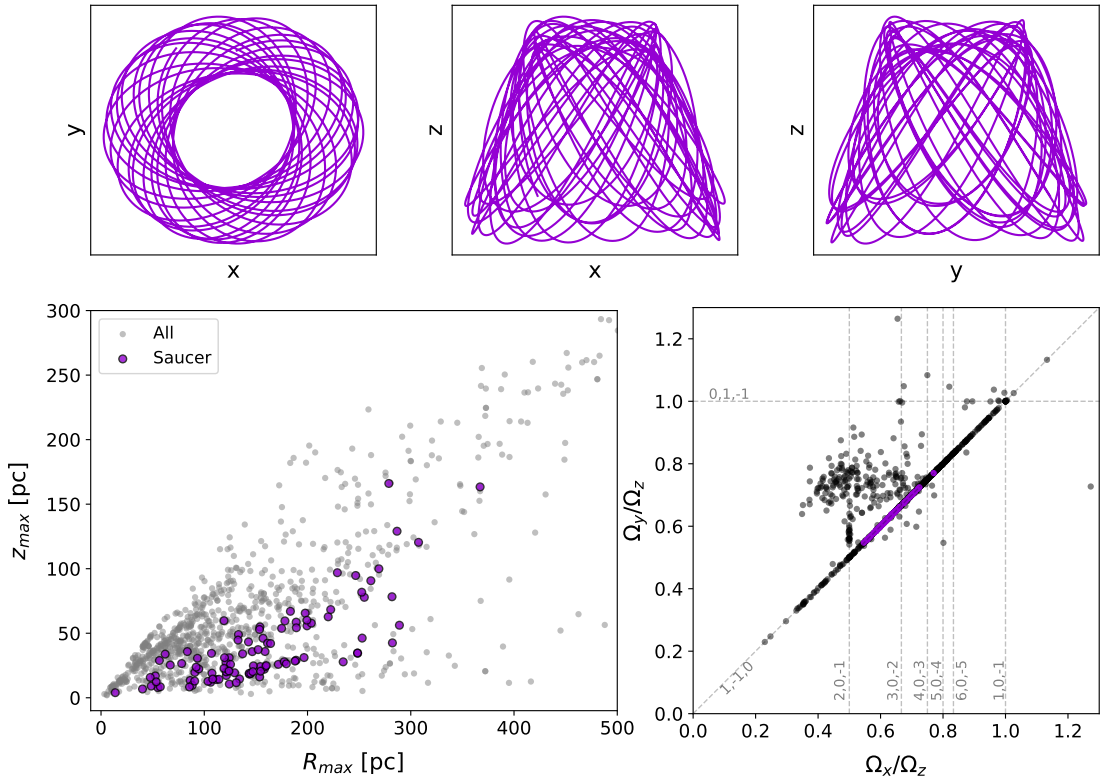 y
x
z
x
z
y
300
250
200
150
100
50
0
z_max [pc]
All
Saucer
0 100 200 300 400 500
R_max [pc]
1.2
1.0
0.8
0.6
0.4
0.2
0.0
Ω_y/Ω_z
0,1,-1
1,-1,0
2,0,-1
3,0,-2
4,0,-3
5,0,-4
6,0,-5
1,0,-1
0.0 0.2 0.4 0.6 0.8 1.0 1.2
Ω_x/Ω_z